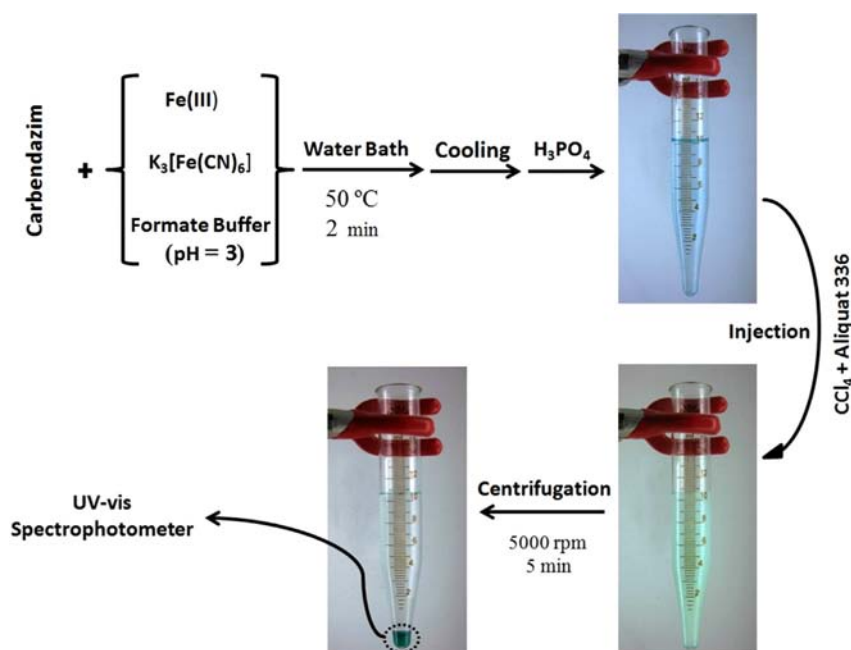 Carbendazim
+
Fe(III)
K₃[Fe(CN)₆]
Formate Buffer
(pH = 3)
Water Bath
50 ºC
2 min
Cooling
H₃PO₄
Injection
CCl₄ + Aliquat 336
Centrifugation
5000 rpm
5 min
UV-vis
Spectrophotometer